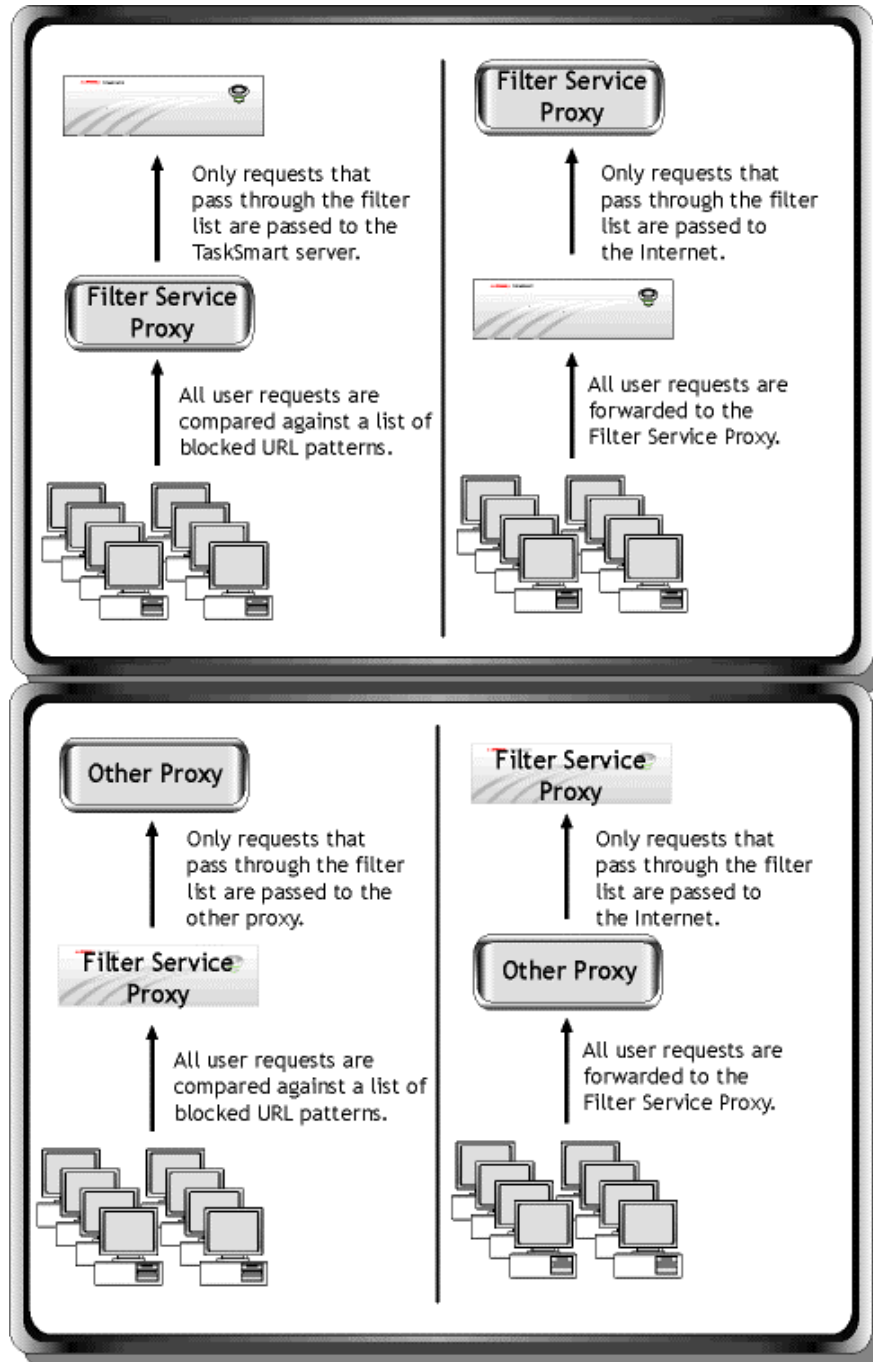 Only requests that
pass through the filter
list are passed to the
TaskSmart server.
Filter Service
Proxy
All user requests are
compared against a list of
blocked URL patterns.
Filter Service
Proxy
Only requests that
pass through the filter
list are passed to
the Internet.
All user requests are
forwarded to the
Filter Service Proxy.
Other Proxy
Only requests that
pass through the filter
list are passed to the
other proxy.
Filter Service
Proxy
All user requests are
compared against a list of
blocked URL patterns.
Filter Service
Proxy
Only requests that
pass through the filter
list are passed to
the Internet.
Other Proxy
All user requests are
forwarded to the
Filter Service Proxy.